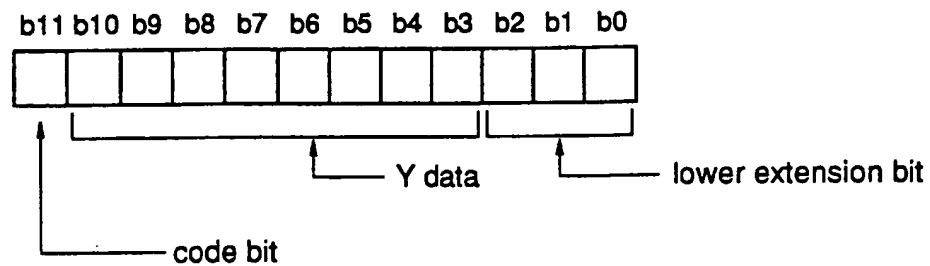 b11 b10 b9 b8 b7 b6 b5 b4 b3 b2 b1 b0
Y data
lower extension bit
code bit